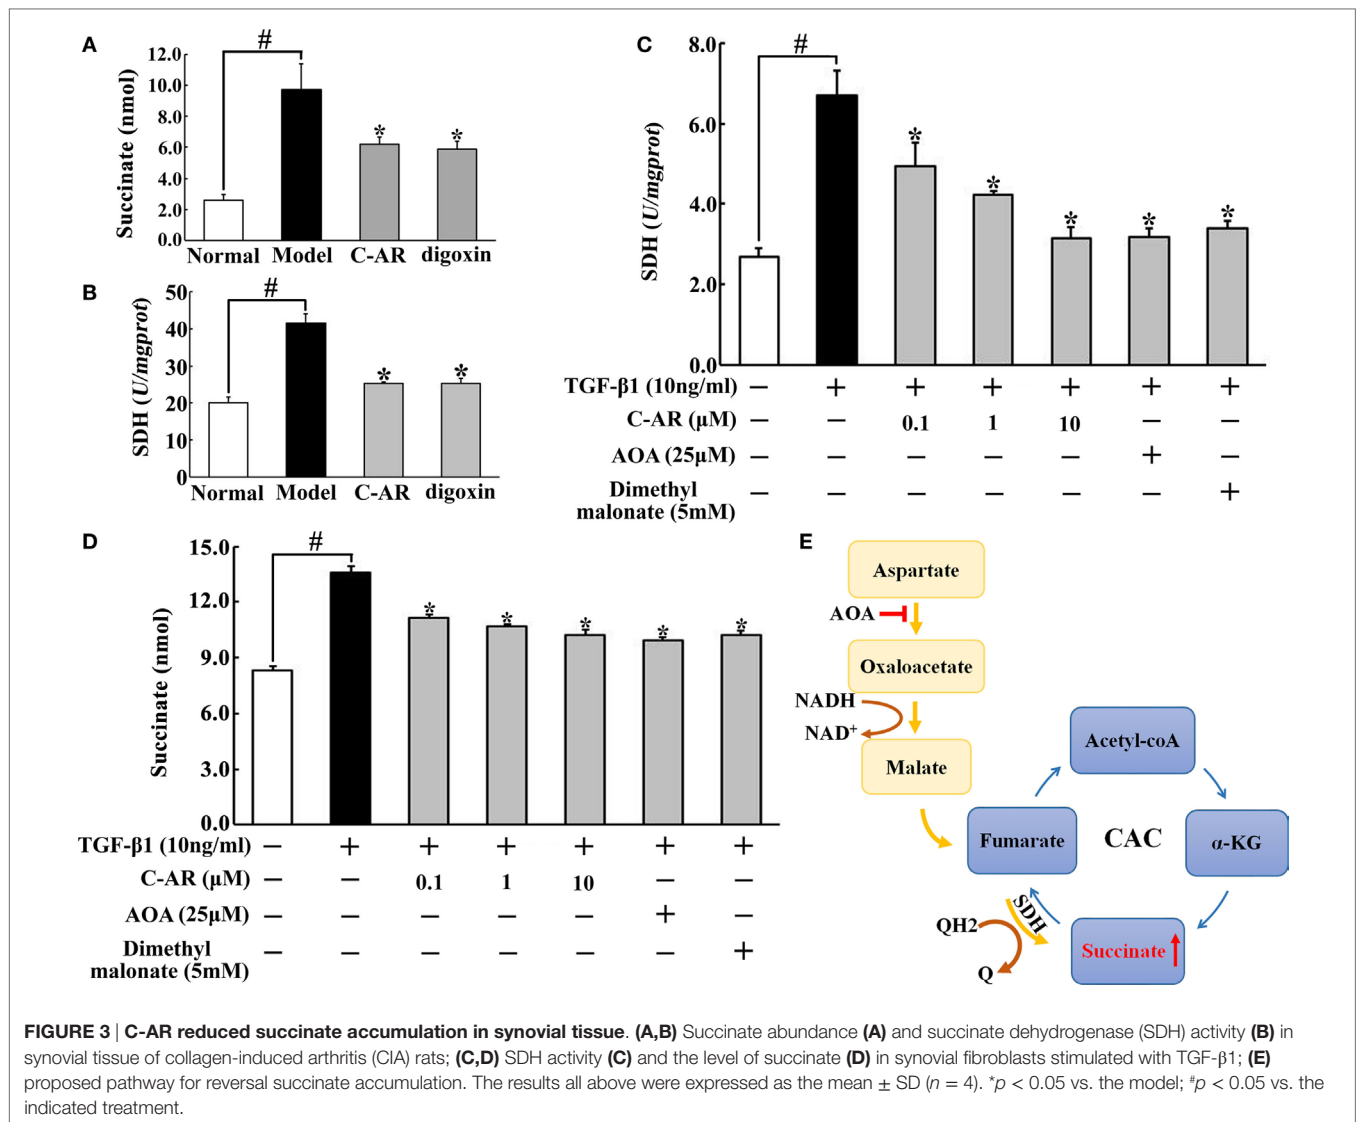 A
#
12.0
10.0
8.0
6.0
4.0
2.0
0.0
Succinate (nmol)
*
*
Normal Model C-AR digoxin
B
#
50
40
30
20
10
0
SDH (U/mgprot)
*
*
Normal Model C-AR digoxin
C
#
8.0
6.0
4.0
2.0
0.0
SDH (U/mgprot)
*
*
*
*
*
TGF-β1 (10ng/ml) − + + + + + +
C-AR (μM) − − 0.1 1 10 − −
AOA (25μM) − − − − − + −
Dimethyl
malonate (5mM) − − − − − − +
D
#
15.0
12.0
9.0
6.0
3.0
0.0
Succinate (nmol)
*
*
*
*
*
TGF-β1 (10ng/ml) − + + + + + +
C-AR (μM) − − 0.1 1 10 − −
AOA (25μM) − − − − − + −
Dimethyl
malonate (5mM) − − − − − − +
E
Aspartate
AOA
Oxaloacetate
NADH
NAD⁺
Malate
Acetyl-coA
Fumarate
CAC
α-KG
SDH
QH2
Q
Succinate
FIGURE 3 | C-AR reduced succinate accumulation in synovial tissue. (A,B) Succinate abundance (A) and succinate dehydrogenase (SDH) activity (B) in
synovial tissue of collagen-induced arthritis (CIA) rats; (C,D) SDH activity (C) and the level of succinate (D) in synovial fibroblasts stimulated with TGF-β1; (E)
proposed pathway for reversal succinate accumulation. The results all above were expressed as the mean ± SD (n = 4). *p < 0.05 vs. the model; #p < 0.05 vs. the
indicated treatment.